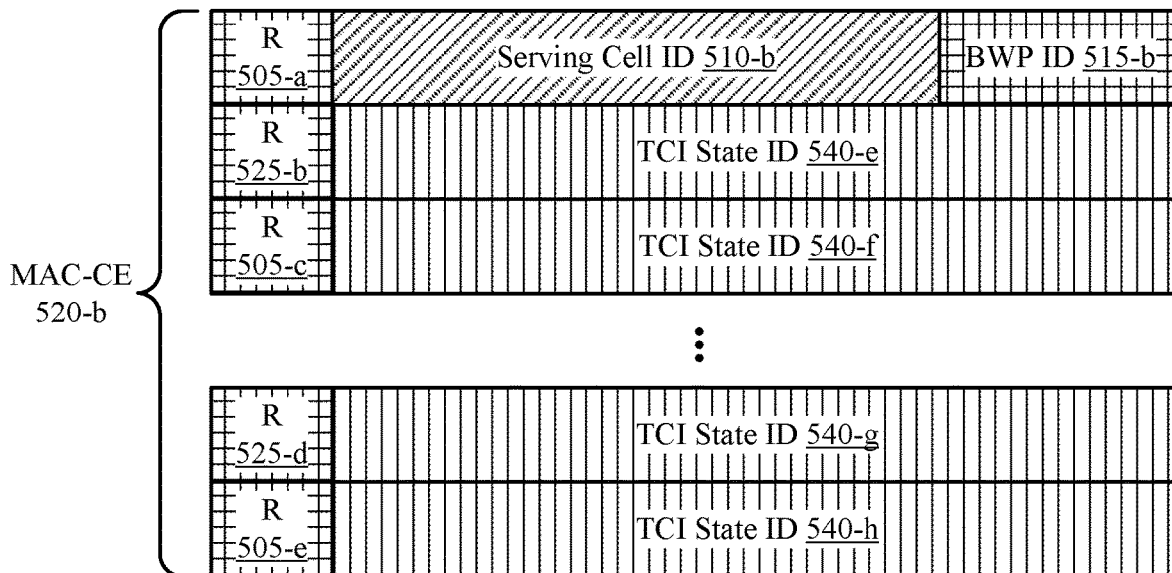 R
505-a
Serving Cell ID 510-b
BWP ID 515-b
R
525-b
TCI State ID 540-e
R
505-c
TCI State ID 540-f
MAC-CE
520-b
R
525-d
TCI State ID 540-g
R
505-e
TCI State ID 540-h